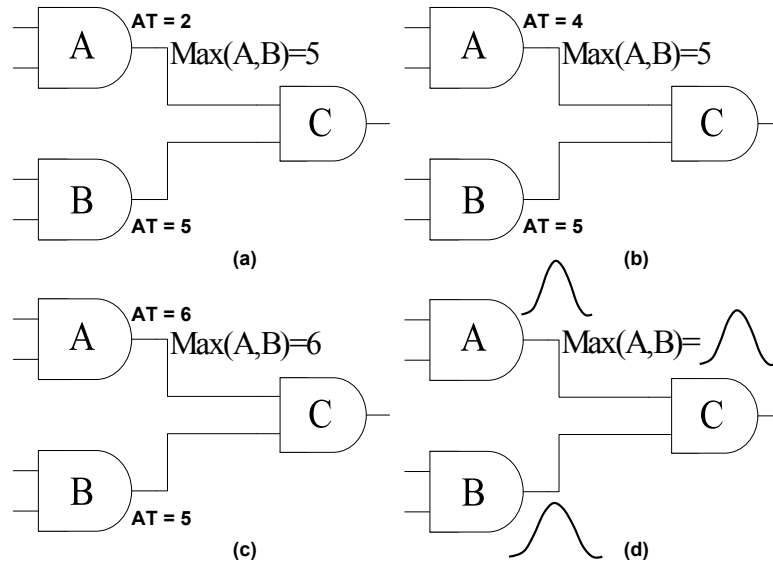 AT = 2
A
Max(A,B)=5
C
B
AT = 5
(a)
AT = 4
A
Max(A,B)=5
C
B
AT = 5
(b)
AT = 6
A
Max(A,B)=6
C
B
AT = 5
(c)
A
Max(A,B)=
C
B
(d)